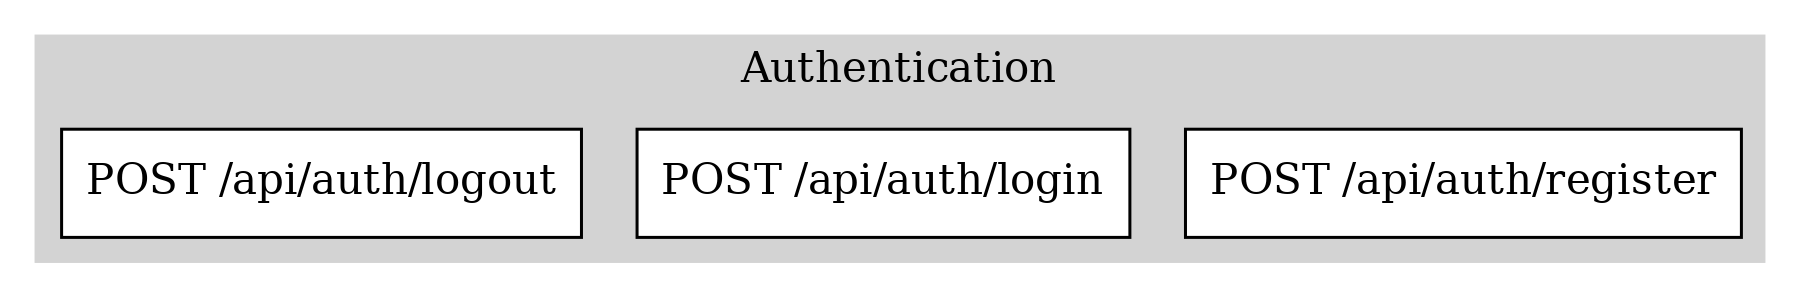 Authentication
POST /api/auth/logout
POST /api/auth/login
POST /api/auth/register